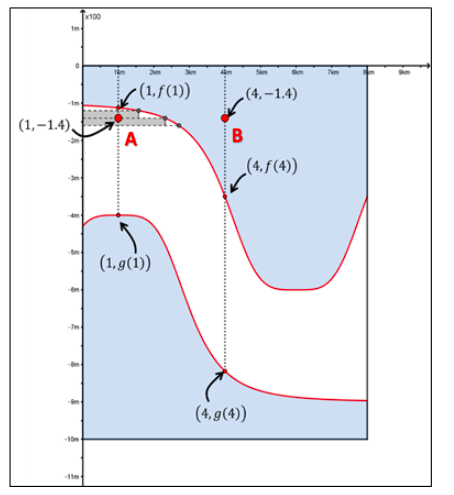 x100
1m
0
1km 2km 3km 4km 5km 6km 7km 8km 9km
-1m
(1, f(1))
(4, −1.4)
(1, −1.4)
A
B
-2m
(4, f(4))
-3m
-4m
(1, g(1))
-5m
-6m
-7m
-8m
(4, g(4))
-9m
-10m
-11m